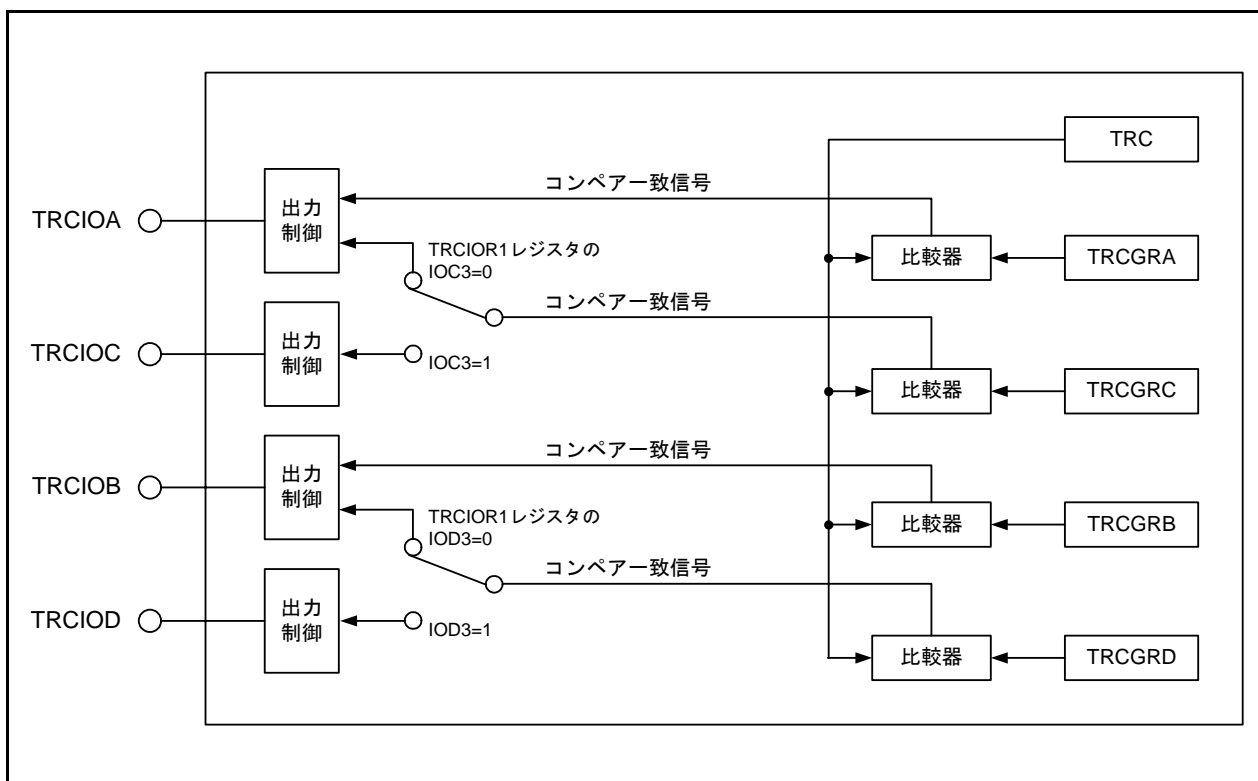 TRC
コンペア一致信号
TRCIOA
出力
制御
比較器
TRCGRA
TRCIOR1レジスタの
IOC3=0
コンペア一致信号
TRCIOC
出力
制御
IOC3=1
比較器
TRCGRC
コンペア一致信号
TRCIOB
出力
制御
比較器
TRCGRB
TRCIOR1レジスタの
IOD3=0
コンペア一致信号
TRCIOD
出力
制御
IOD3=1
比較器
TRCGRD